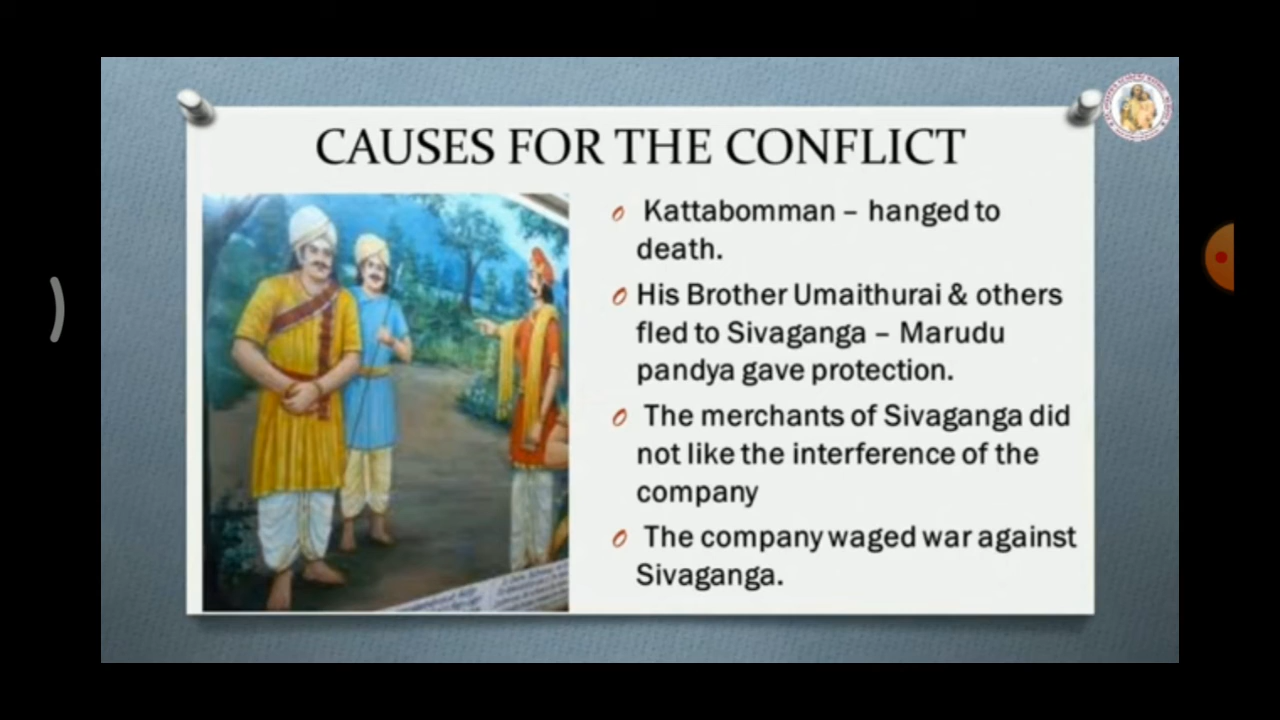 CAUSES FOR THE CONFLICT
Kattabomman – hanged to
death.
His Brother Umaithurai & others
fled to Sivaganga – Marudu
pandya gave protection.
The merchants of Sivaganga did
not like the interference of the
company
The company waged war against
Sivaganga.